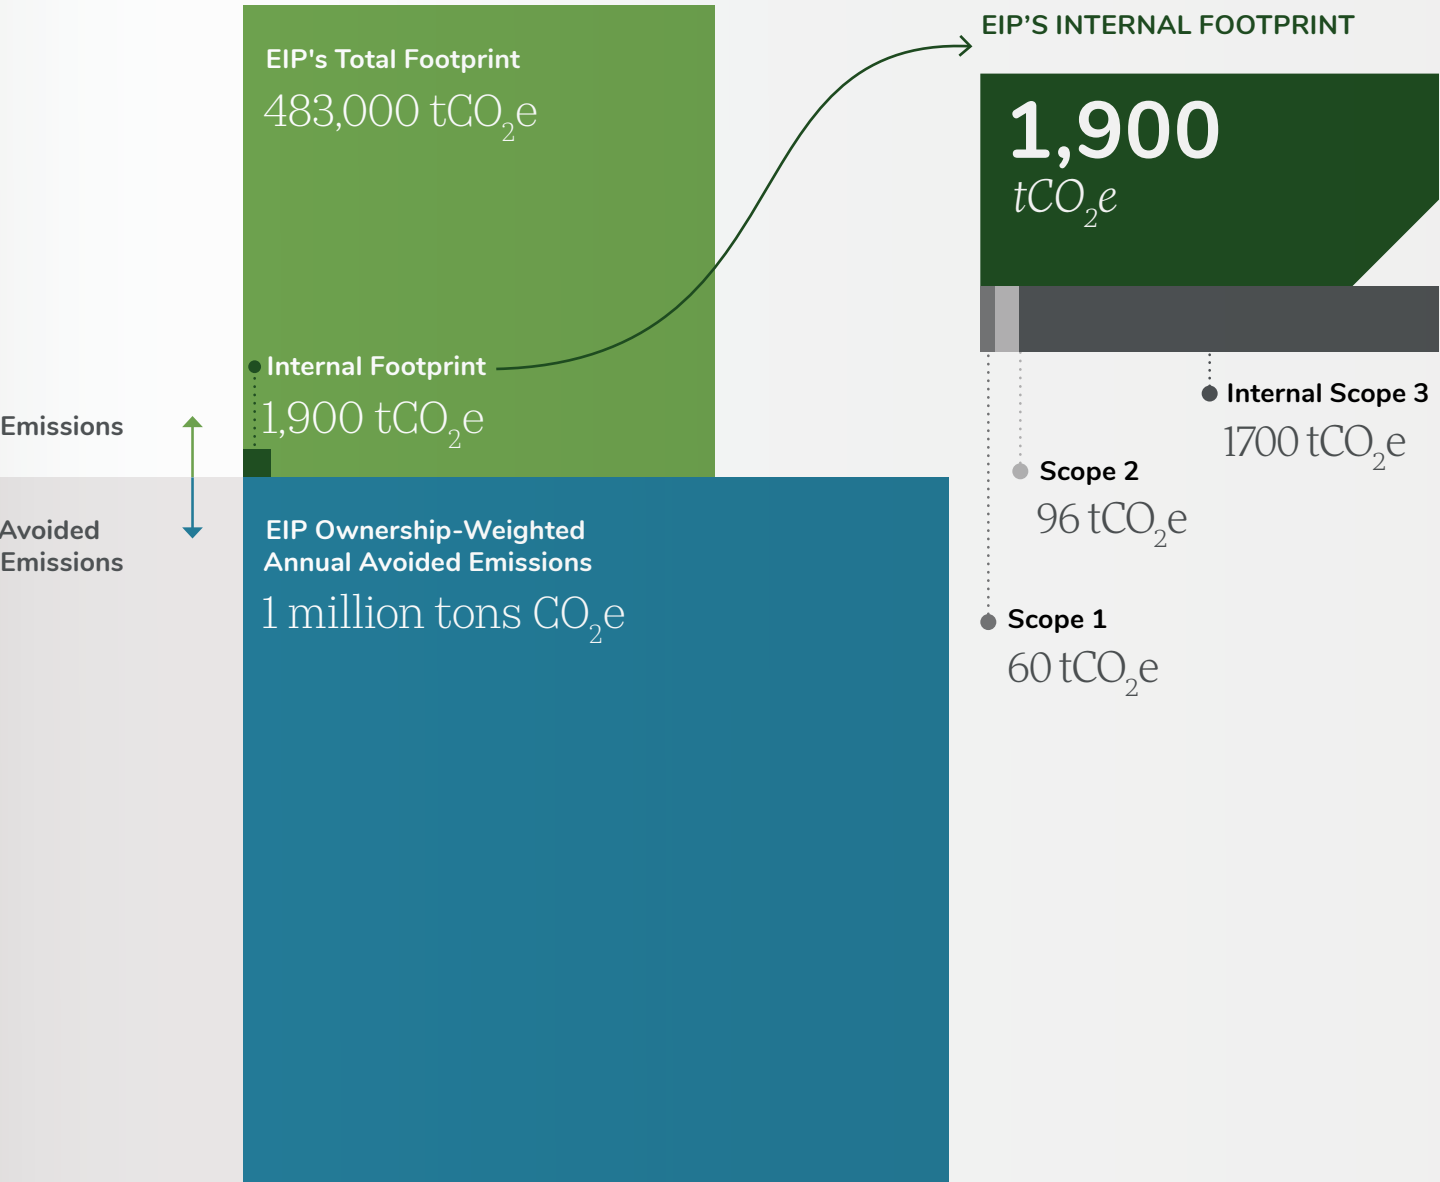 EIP's Total Footprint
483,000 tCO₂e
Internal Footprint
1,900 tCO₂e
Emissions
Avoided
Emissions
EIP Ownership-Weighted
Annual Avoided Emissions
1 million tons CO₂e
EIP’S INTERNAL FOOTPRINT
1,900
tCO₂e
Internal Scope 3
1700 tCO₂e
Scope 2
96 tCO₂e
Scope 1
60 tCO₂e